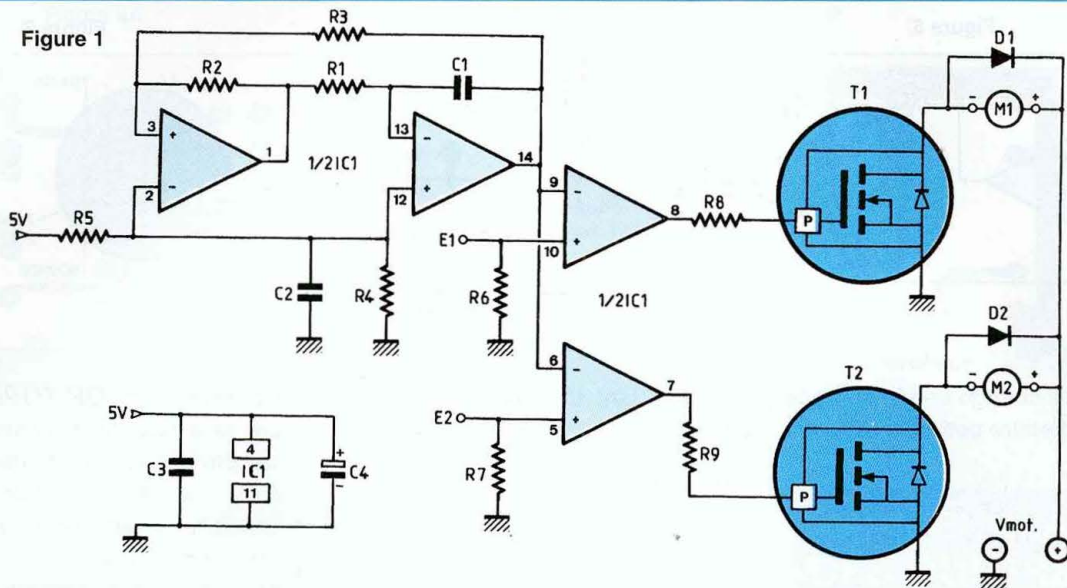 Figure 1
R3
R2
R1
C1
3
+
2
-
1
1/2IC1
13
-
12
+
14
5V
R5
C2
R4
E1
R6
9
-
10
+
8
R8
1/2IC1
T1
P
D1
-
M1
+
E2
R7
6
-
5
+
7
R9
T2
P
D2
-
M2
+
Vmot.
-
+
5V
C3
4
IC1
11
+
C4
-